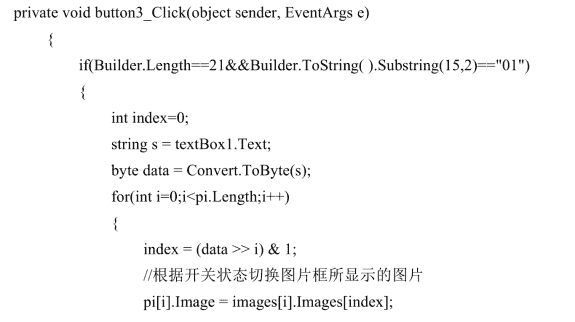 private void button3_Click(object sender, EventArgs e)
{
if(Builder.Length==21&&Builder.ToString( ).Substring(15,2)=="01")
{
int index=0;
string s = textBox1.Text;
byte data = Convert.ToByte(s);
for(int i=0;i<pi.Length;i++)
{
index = (data >> i) & 1;
//根据开关状态切换图片框所显示的图片
pi[i].Image = images[i].Images[index];